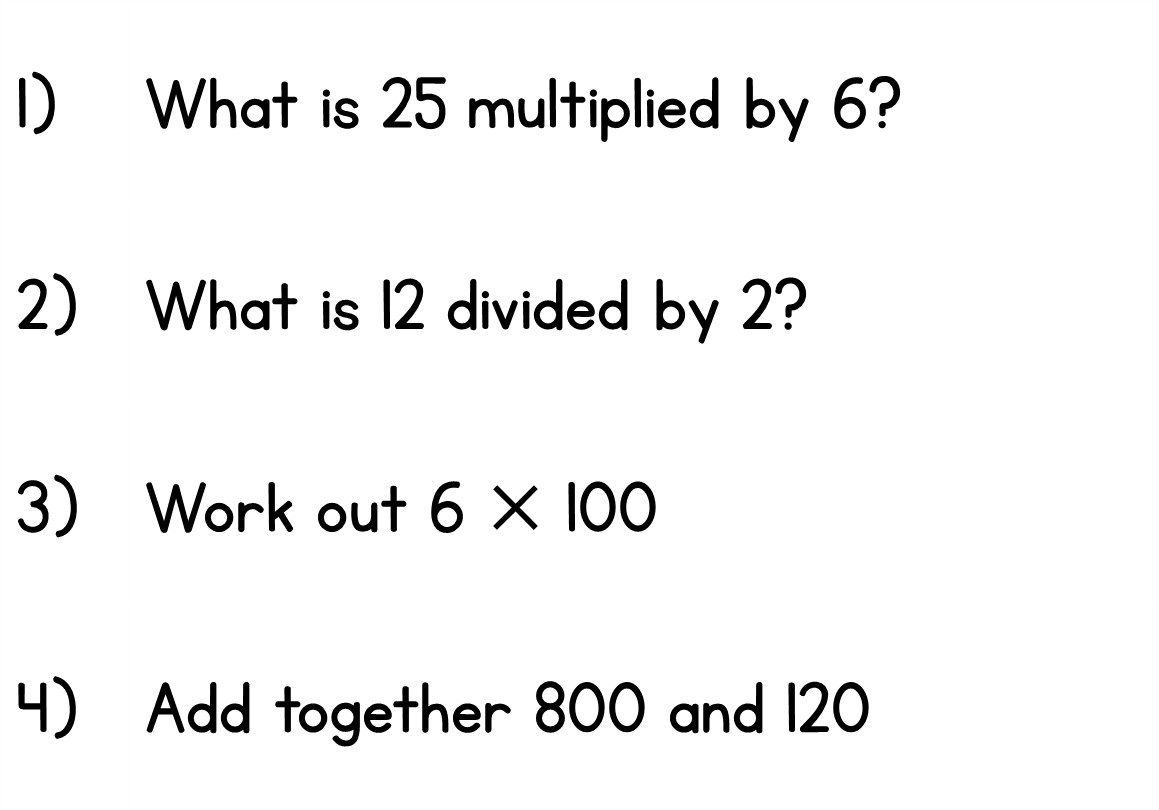 1) What is 25 multiplied by 6?
2) What is 12 divided by 2?
3) Work out 6 × 100
4) Add together 800 and 120